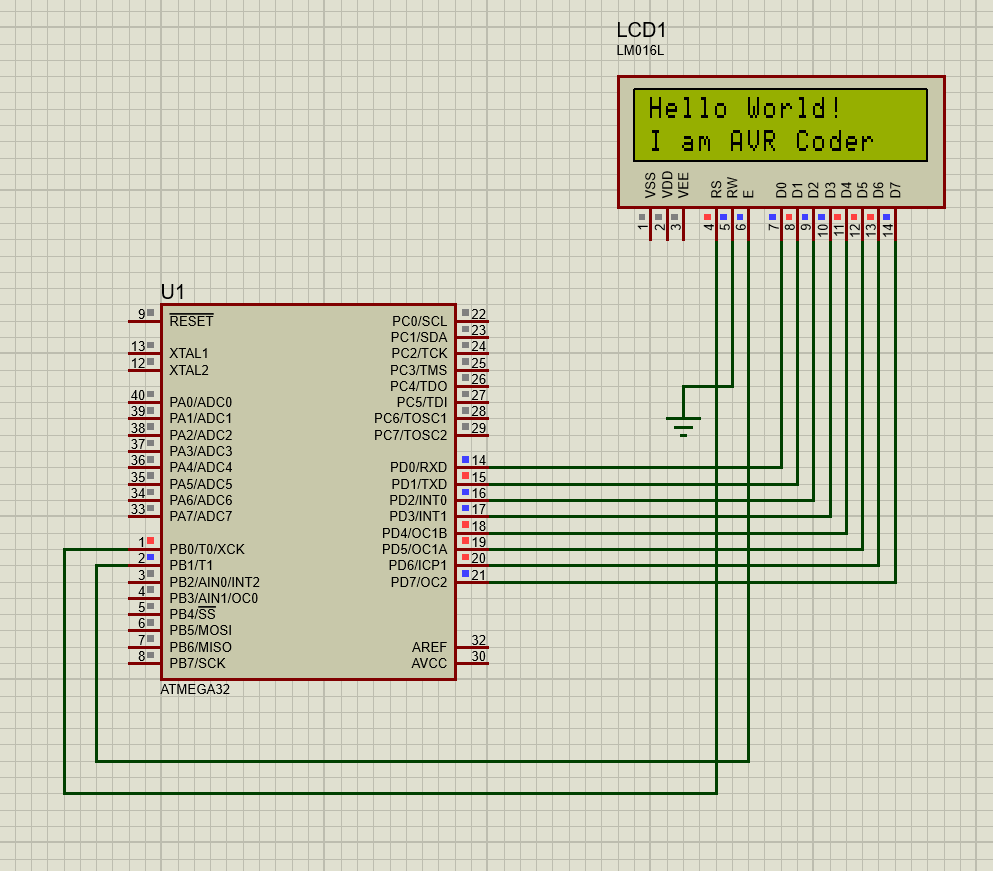 LCD1
LM016L
Hello World!
I am AVR Coder
VSS VDD VEE RS RW E D0 D1 D2 D3 D4 D5 D6 D7
1 2 3 4 5 6 7 8 9 10 11 12 13 14
U1
9 RESET PC0/SCL 22
PC1/SDA 23
13 XTAL1 PC2/TCK 24
12 XTAL2 PC3/TMS 25
PC4/TDO 26
40 PA0/ADC0 PC5/TDI 27
39 PA1/ADC1 PC6/TOSC1 28
38 PA2/ADC2 PC7/TOSC2 29
37 PA3/ADC3
36 PA4/ADC4 PD0/RXD 14
35 PA5/ADC5 PD1/TXD 15
34 PA6/ADC6 PD2/INT0 16
33 PA7/ADC7 PD3/INT1 17
PD4/OC1B 18
1 PB0/T0/XCK PD5/OC1A 19
2 PB1/T1 PD6/ICP1 20
3 PB2/AIN0/INT2 PD7/OC2 21
4 PB3/AIN1/OC0
5 PB4/SS
6 PB5/MOSI
7 PB6/MISO AREF 32
8 PB7/SCK AVCC 30
ATMEGA32